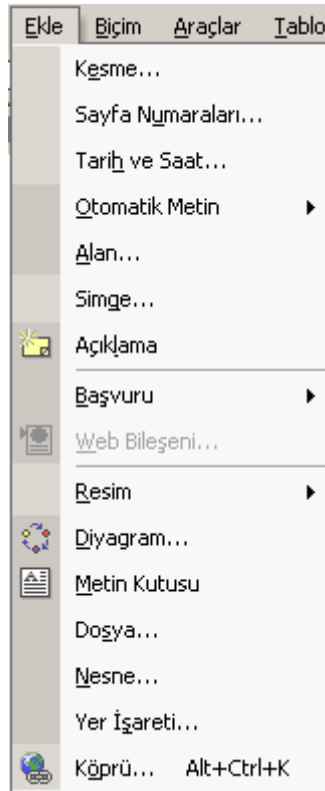 Ekle Biçim Araçlar Tablo
Kesme...
Sayfa Numaraları...
Tarih ve Saat...
Otomatik Metin
Alan...
Simge...
Açıklama
Başvuru
Web Bileşeni...
Resim
Diyagram...
Metin Kutusu
Dosya...
Nesne...
Yer İşareti...
Köprü... Alt+Ctrl+K